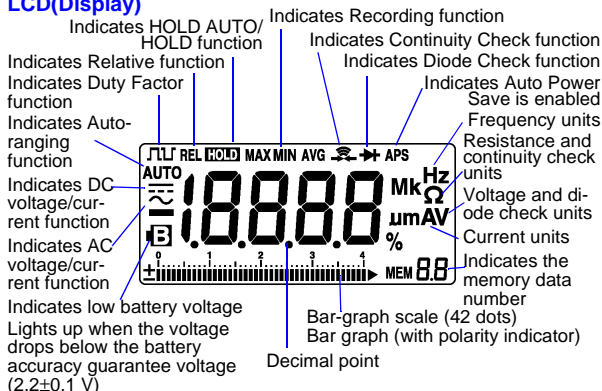 LCD(Display)
Indicates HOLD AUTO/
HOLD function
Indicates Recording function
Indicates Continuity Check function
Indicates Relative function
Indicates Diode Check function
Indicates Duty Factor
function
Indicates Auto Power
Save is enabled
Indicates Auto-
ranging
function
Frequency units
Resistance and
continuity check
units
REL HOLD MAX MIN AVG APS
AUTO
Hz
MkΩ
18.8.8.8
μmAV
%
B
0 1 2 3 4
±
MEM 8.8
Indicates DC
voltage/cur-
rent function
Voltage and di-
ode check units
Current units
Indicates AC
voltage/cur-
rent function
Indicates the
memory data
number
Indicates low battery voltage
Lights up when the voltage
drops below the battery
accuracy guarantee voltage
(2.2±0.1 V)
Bar-graph scale (42 dots)
Bar graph (with polarity indicator)
Decimal point